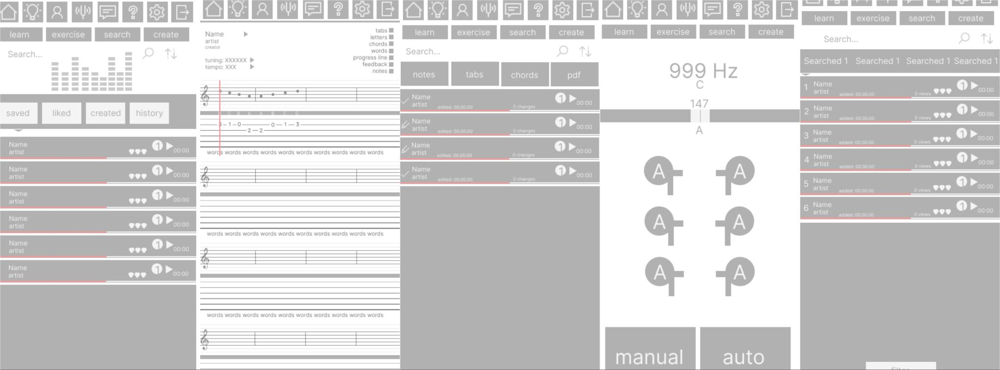 learn exercise search create
Search...
saved liked created history
Name
artist
1
00:00
Name
artist
1
00:00
Name
artist
1
00:00
Name
artist
1
00:00
Name
artist
1
00:00
Name
artist
1
00:00
Name
artist
creator
tuning: XXXXXX
tempo: XXX
tabs
letters
chords
words
progress line
feedback
notes
C B A A B C D
3 1 0 0 1 3
2 2
words words words words words words words words words words
words words words words words words words words words words
words words words words words words words words words words
learn exercise search create
Search...
notes tabs chords pdf
Name
artist
edited: 00.00.00
0 changes
1
00:00
Name
artist
edited: 00.00.00
0 changes
1
00:00
Name
artist
edited: 00.00.00
0 changes
1
00:00
Name
artist
edited: 00.00.00
0 changes
1
00:00
learn exercise search create
999 Hz
C
147
A
A A
A A
A A
manual auto
learn exercise search create
Search...
Searched 1 Searched 1 Searched 1 Searched 1
1
Name
artist
added: 00.00.00
0 views
1
00:00
2
Name
artist
added: 00.00.00
0 views
1
00:00
3
Name
artist
added: 00.00.00
0 views
1
00:00
4
Name
artist
added: 00.00.00
0 views
1
00:00
5
Name
artist
added: 00.00.00
0 views
1
00:00
6
Name
artist
added: 00.00.00
0 views
1
00:00